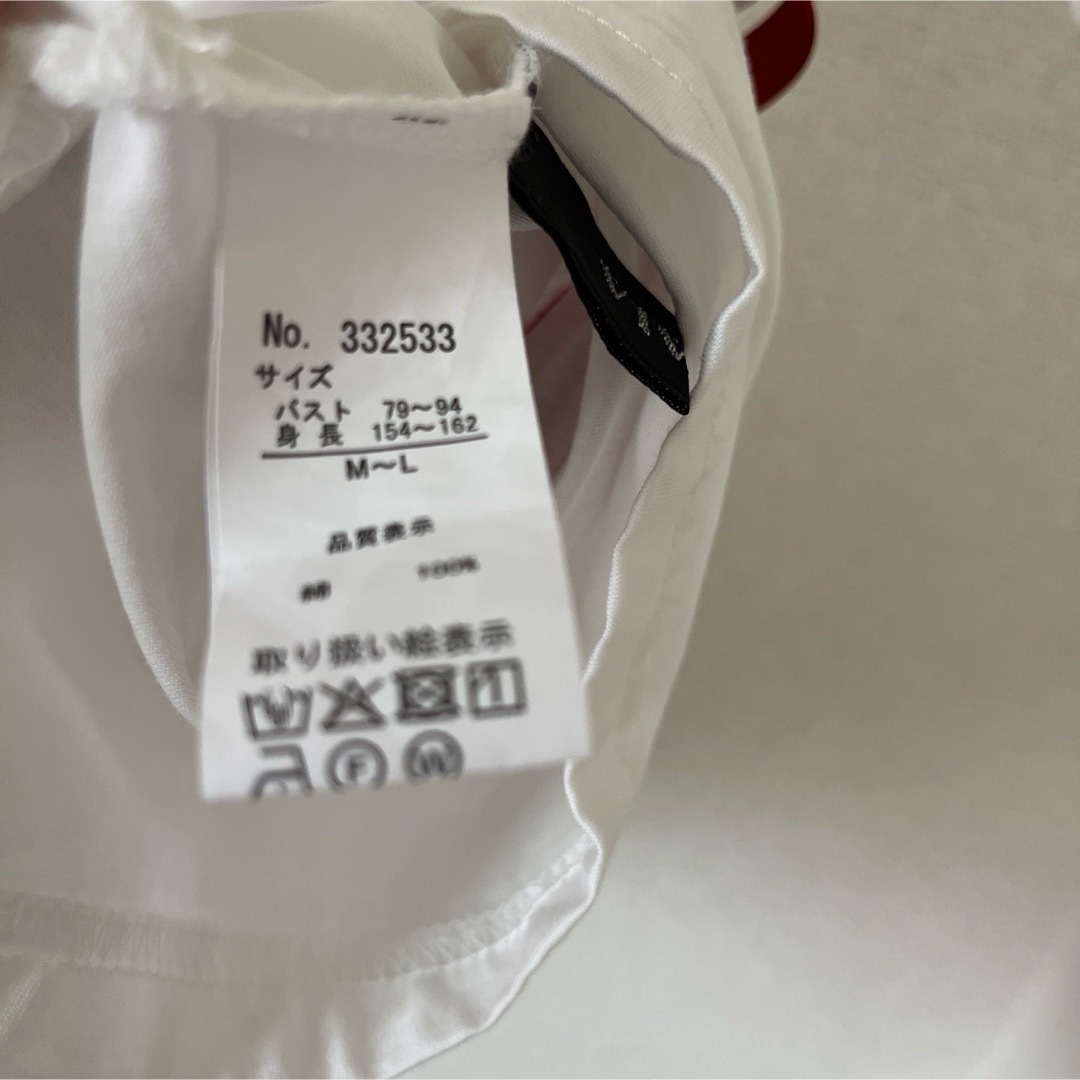 No. 332533
サイズ
バスト 79～94
身長 154～162
M～L
品質表示
綿 100%
取り扱い絵表示
F W